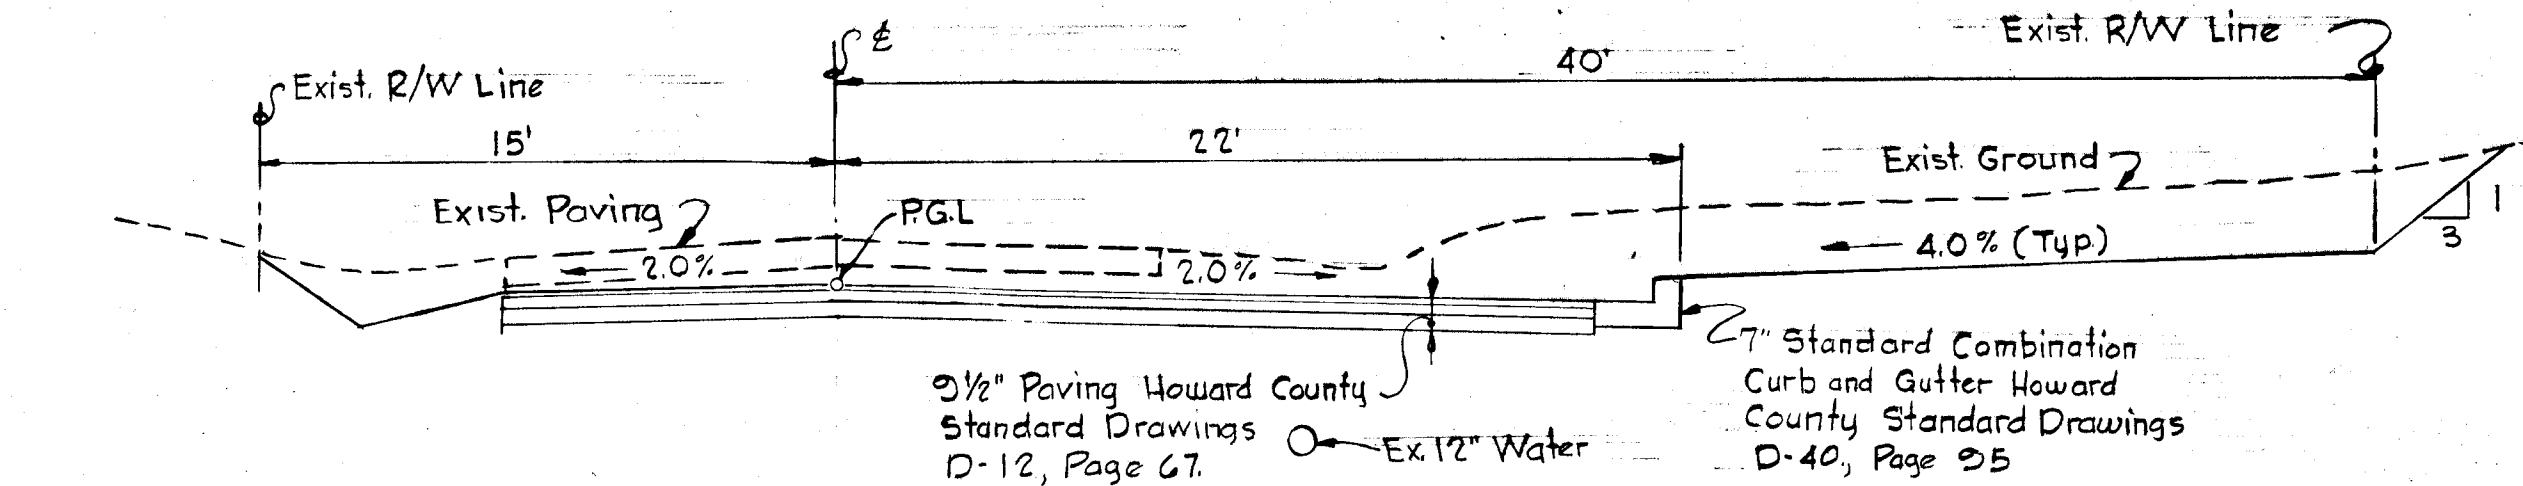 ℄
Exist. R/W Line
40'
Exist. R/W Line
15'
22'
Exist. Ground
Exist. Paving
P.G.L
1
3
2.0%
2.0%
4.0% (Typ.)
9½" Paving Howard County
Standard Drawings
D-12, Page 67.
Ex. 12" Water
7" Standard Combination
Curb and Gutter Howard
County Standard Drawings
D-40., Page 95